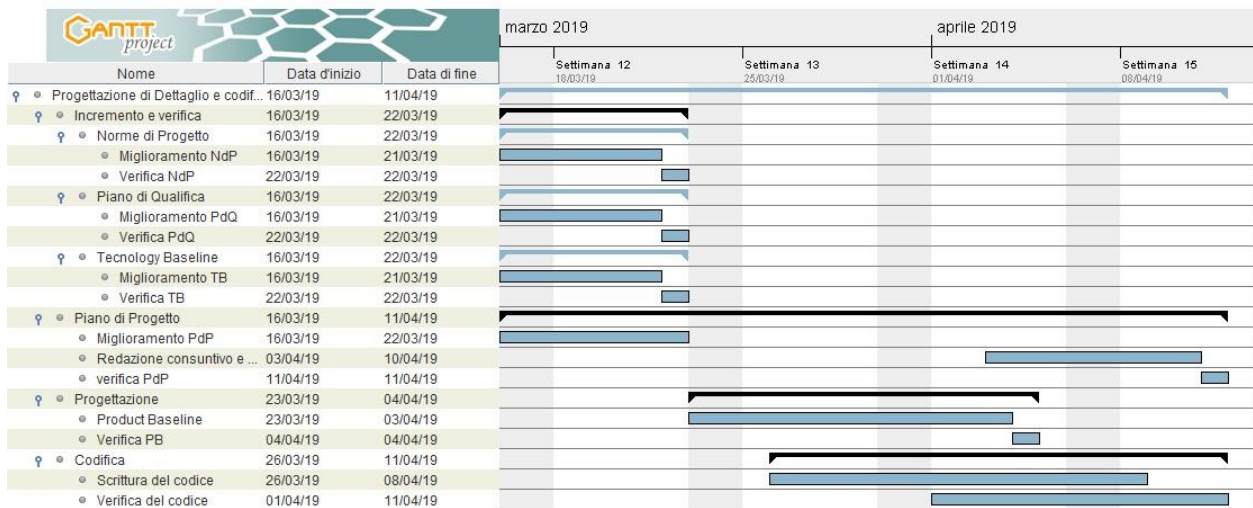 GANTT
project
marzo 2019
aprile 2019
Settimana 12
18/03/19
Settimana 13
25/03/19
Settimana 14
01/04/19
Settimana 15
08/04/19
Nome Data d'inizio Data di fine
Progettazione di Dettaglio e codif... 16/03/19 11/04/19
Incremento e verifica 16/03/19 22/03/19
Norme di Progetto 16/03/19 22/03/19
Miglioramento NdP 16/03/19 21/03/19
Verifica NdP 22/03/19 22/03/19
Piano di Qualifica 16/03/19 22/03/19
Miglioramento PdQ 16/03/19 21/03/19
Verifica PdQ 22/03/19 22/03/19
Tecnology Baseline 16/03/19 22/03/19
Miglioramento TB 16/03/19 21/03/19
Verifica TB 22/03/19 22/03/19
Piano di Progetto 16/03/19 11/04/19
Miglioramento PdP 16/03/19 22/03/19
Redazione consuntivo e ... 03/04/19 10/04/19
verifica PdP 11/04/19 11/04/19
Progettazione 23/03/19 04/04/19
Product Baseline 23/03/19 03/04/19
Verifica PB 04/04/19 04/04/19
Codifica 26/03/19 11/04/19
Scrittura del codice 26/03/19 08/04/19
Verifica del codice 01/04/19 11/04/19